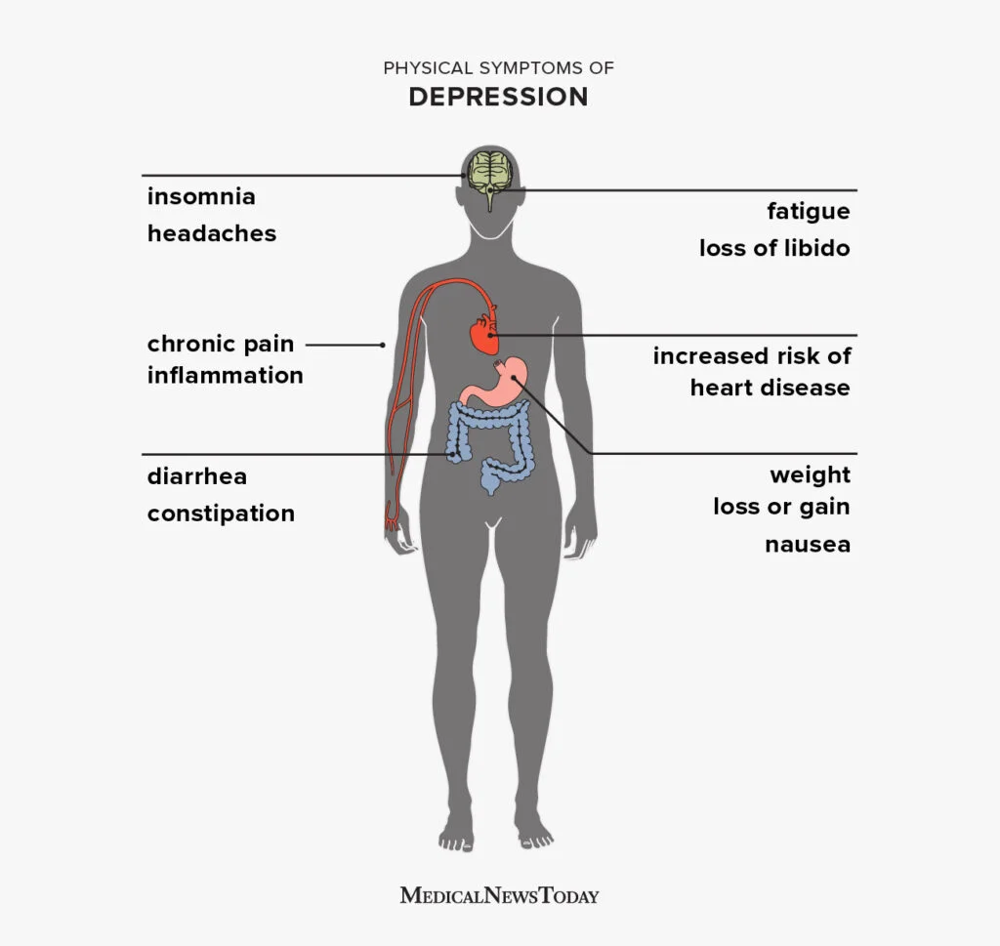 PHYSICAL SYMPTOMS OF
DEPRESSION
insomnia
headaches
fatigue
loss of libido
chronic pain
inflammation
increased risk of
heart disease
diarrhea
constipation
weight
loss or gain
nausea
MEDICALNEWSTODAY